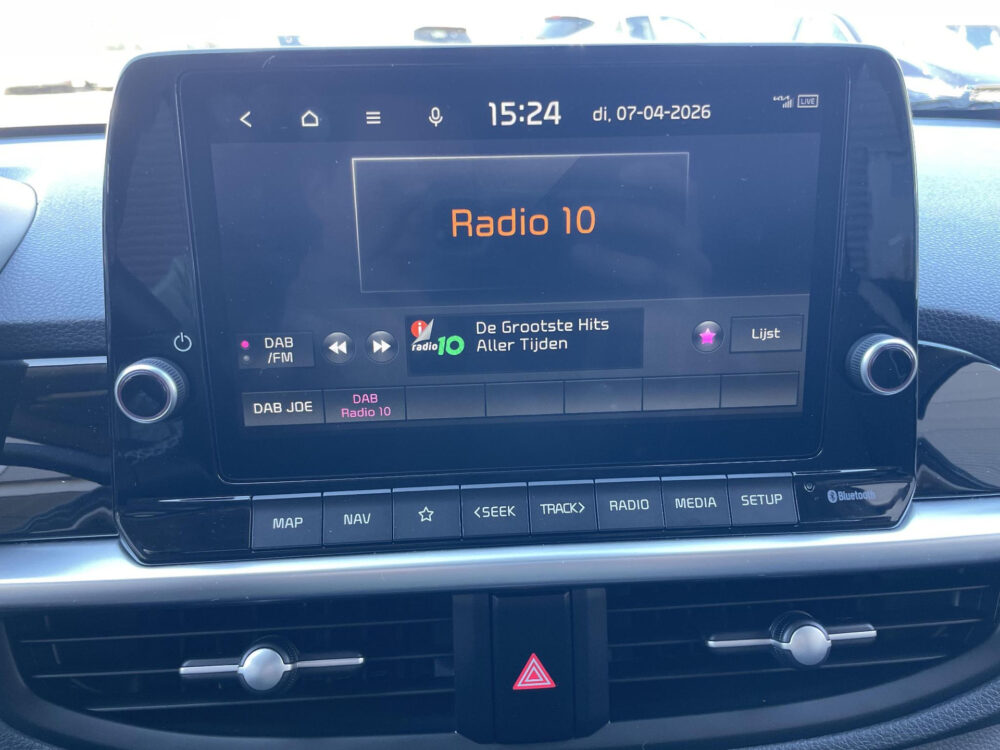 15:24 di, 07-04-2026 KIA LIVE
Radio 10
DAB
/FM
radio 10
De Grootste Hits
Aller Tijden
Lijst
DAB JOE
DAB
Radio 10
MAP NAV <SEEK TRACK> RADIO MEDIA SETUP
Bluetooth